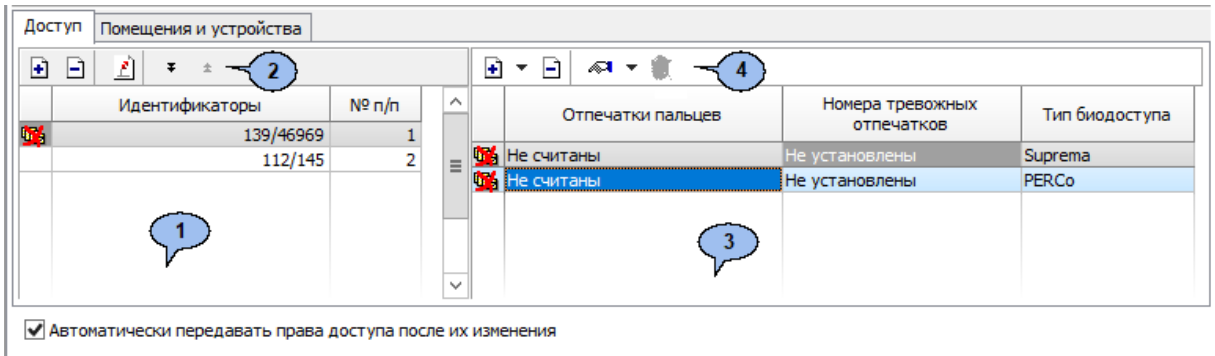 Доступ
Помещения и устройства
2
4
Идентификаторы
№ п/п
139/46969
1
112/145
2
1
Отпечатки пальцев
Номера тревожных
отпечатков
Тип биодоступа
Не считаны
Не установлены
Suprema
Не считаны
Не установлены
PERCo
3
Автоматически передавать права доступа после их изменения